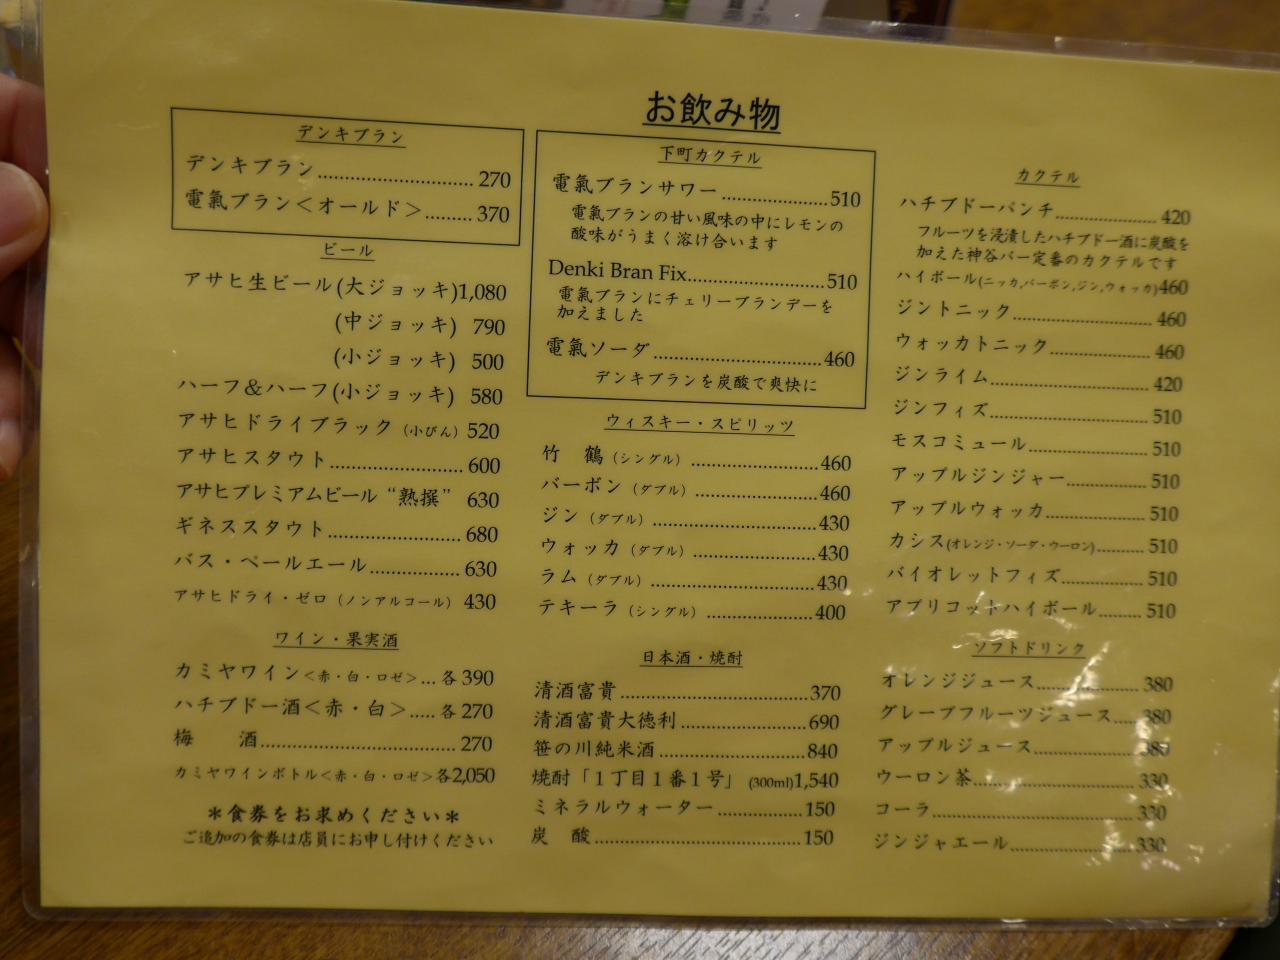 お飲み物
デンキブラン
デンキブラン..............................270
電氣ブラン＜オールド＞.........370
ビール
アサヒ生ビール(大ジョッキ)1,080
(中ジョッキ) 790
(小ジョッキ) 500
ハーフ＆ハーフ(小ジョッキ) 580
アサヒドライブラック（小びん）520
アサヒスタウト.........................600
アサヒプレミアムビール “熟撰” 630
ギネススタウト.........................680
バス・ペールエール.................630
アサヒドライ・ゼロ（ノンアルコール）430
ワイン・果実酒
カミヤワイン＜赤・白・ロゼ＞...各390
ハチブドー酒＜赤・白＞.....各270
梅　酒.......................................270
カミヤワインボトル＜赤・白・ロゼ＞各2,050
＊食券をお求めください＊
ご追加の食券は店員にお申し付けください
下町カクテル
電氣ブランサワー....................510
電氣ブランの甘い風味の中にレモンの
酸味がうまく溶け合います
Denki Bran Fix...........................510
電氣ブランにチェリーブランデーを
加えました
電氣ソーダ................................460
デンキブランを炭酸で爽快に
ウィスキー・スピリッツ
竹　鶴（シングル）........................460
バーボン（ダブル）........................460
ジン（ダブル）................................430
ウォッカ（ダブル）........................430
ラム（ダブル）................................430
テキーラ（シングル）....................400
日本酒・焼酎
清酒富貴......................................370
清酒富貴大徳利..........................690
笹の川純米酒..............................840
焼酎「１丁目１番１号」(300ml)1,540
ミネラルウォーター......................150
炭　酸..........................................150
カクテル
ハチブドーパンチ........................420
フルーツを浸漬したハチブドー酒に炭酸を
加えた神谷バー定番のカクテルです
ハイボール(ニッカ,バーボン,ジン,ウォッカ)460
ジントニック................................460
ウォッカトニック........................460
ジンライム....................................420
ジンフィズ....................................510
モスコミュール............................510
アップルジンジャー....................510
アップルウォッカ........................510
カシス(オレンジ・ソーダ・ウーロン)..........510
バイオレットフィズ....................510
アプリコットハイボール.........510
ソフトドリンク
オレンジジュース........................380
グレープフルーツジュース.......380
アップルジュース........................380
ウーロン茶....................................330
コーラ............................................330
ジンジャエール............................330